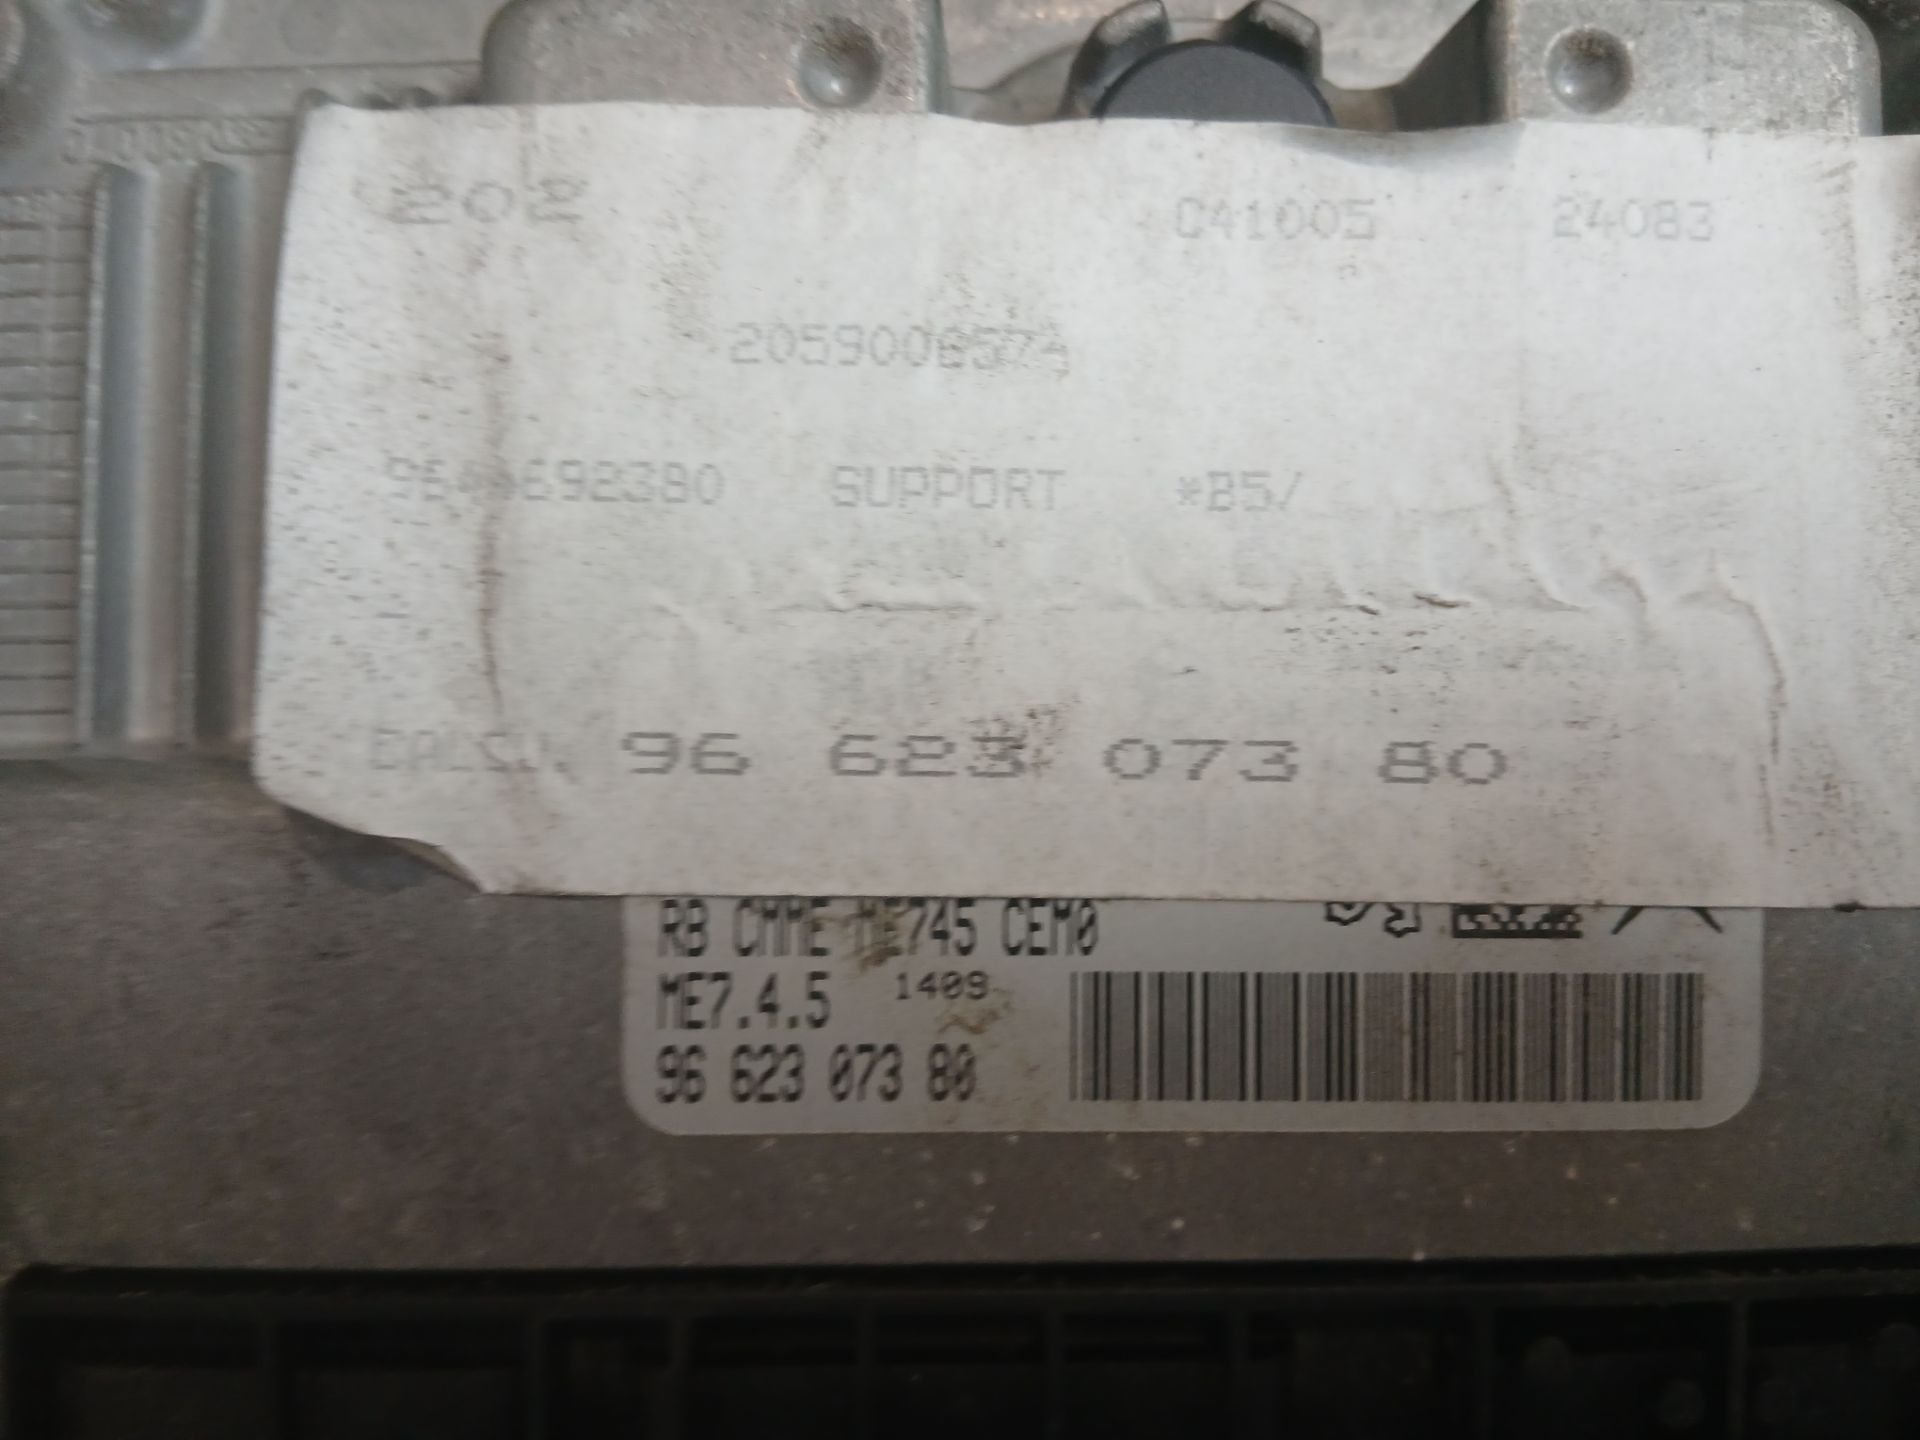 202 C41005 24083
SUPPORT *B5/
CALCU. 96 623 073 80
RB CMME ME745 CEM0
ME7.4.5 1409
96 623 073 80